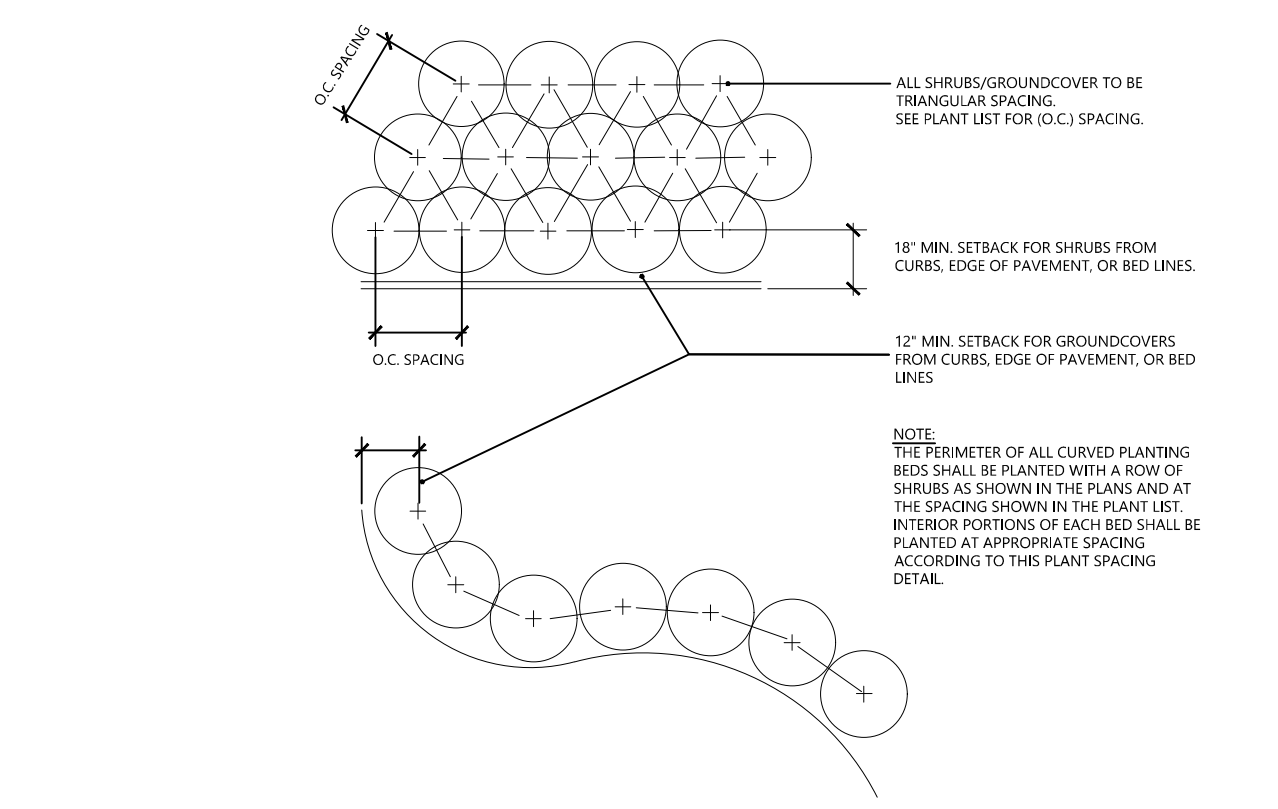 O.C. SPACING
ALL SHRUBS/GROUNDCOVER TO BE
TRIANGULAR SPACING.
SEE PLANT LIST FOR (O.C.) SPACING.
18" MIN. SETBACK FOR SHRUBS FROM
CURBS, EDGE OF PAVEMENT, OR BED LINES.
O.C. SPACING
12" MIN. SETBACK FOR GROUNDCOVERS
FROM CURBS, EDGE OF PAVEMENT, OR BED
LINES
NOTE:
THE PERIMETER OF ALL CURVED PLANTING
BEDS SHALL BE PLANTED WITH A ROW OF
SHRUBS AS SHOWN IN THE PLANS AND AT
THE SPACING SHOWN IN THE PLANT LIST.
INTERIOR PORTIONS OF EACH BED SHALL BE
PLANTED AT APPROPRIATE SPACING
ACCORDING TO THIS PLANT SPACING
DETAIL.